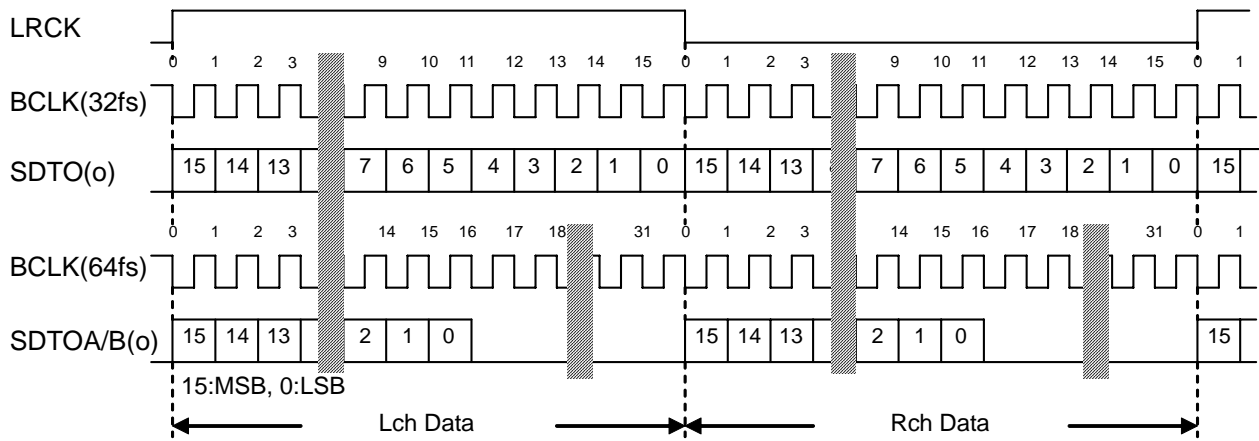 LRCK
0 1 2 3 9 10 11 12 13 14 15 0 1 2 3 9 10 11 12 13 14 15 0 1
BCLK(32fs)
SDTO(o) 15 14 13 7 6 5 4 3 2 1 0 15 14 13 7 6 5 4 3 2 1 0 15
0 1 2 3 14 15 16 17 18 31 0 1 2 3 14 15 16 17 18 31 0 1
BCLK(64fs)
SDTOA/B(o) 15 14 13 2 1 0 15 14 13 2 1 0 15
15:MSB, 0:LSB
Lch Data Rch Data